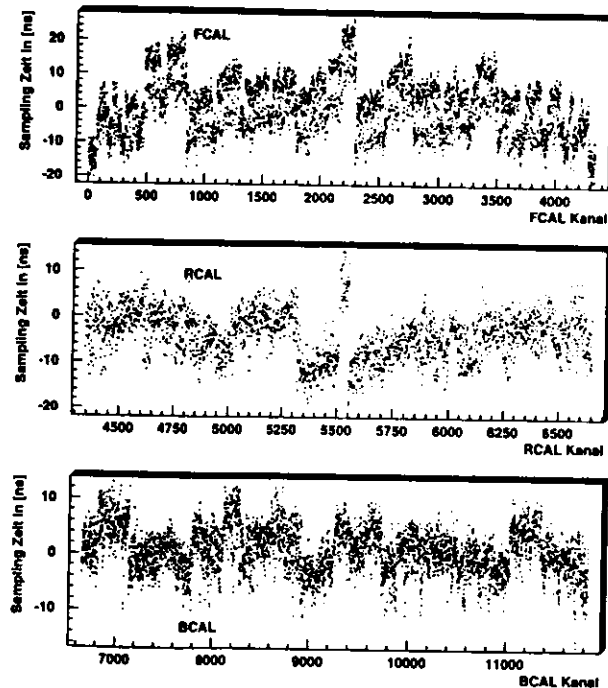 Sampling Zeit in [ns]
20
10
0
-10
-20
FCAL
0 500 1000 1500 2000 2500 3000 3500 4000
FCAL Kanal
Sampling Zeit in [ns]
10
0
-10
-20
RCAL
4500 4750 5000 5250 5500 5750 6000 6250 6500
RCAL Kanal
Sampling Zeit in [ns]
10
0
-10
BCAL
7000 8000 9000 10000 11000
BCAL Kanal